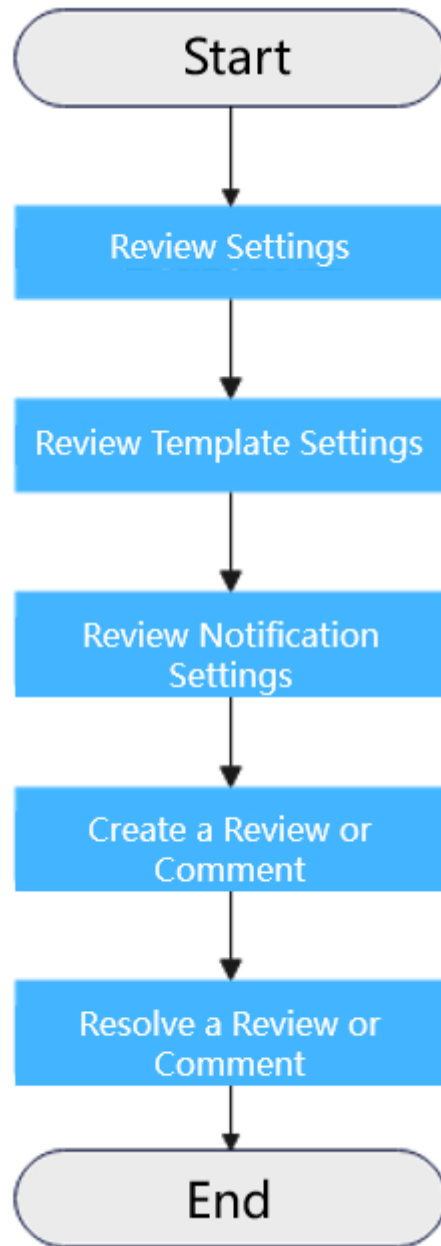 Start
Review Settings
Review Template Settings
Review Notification
Settings
Create a Review or
Comment
Resolve a Review or
Comment
End